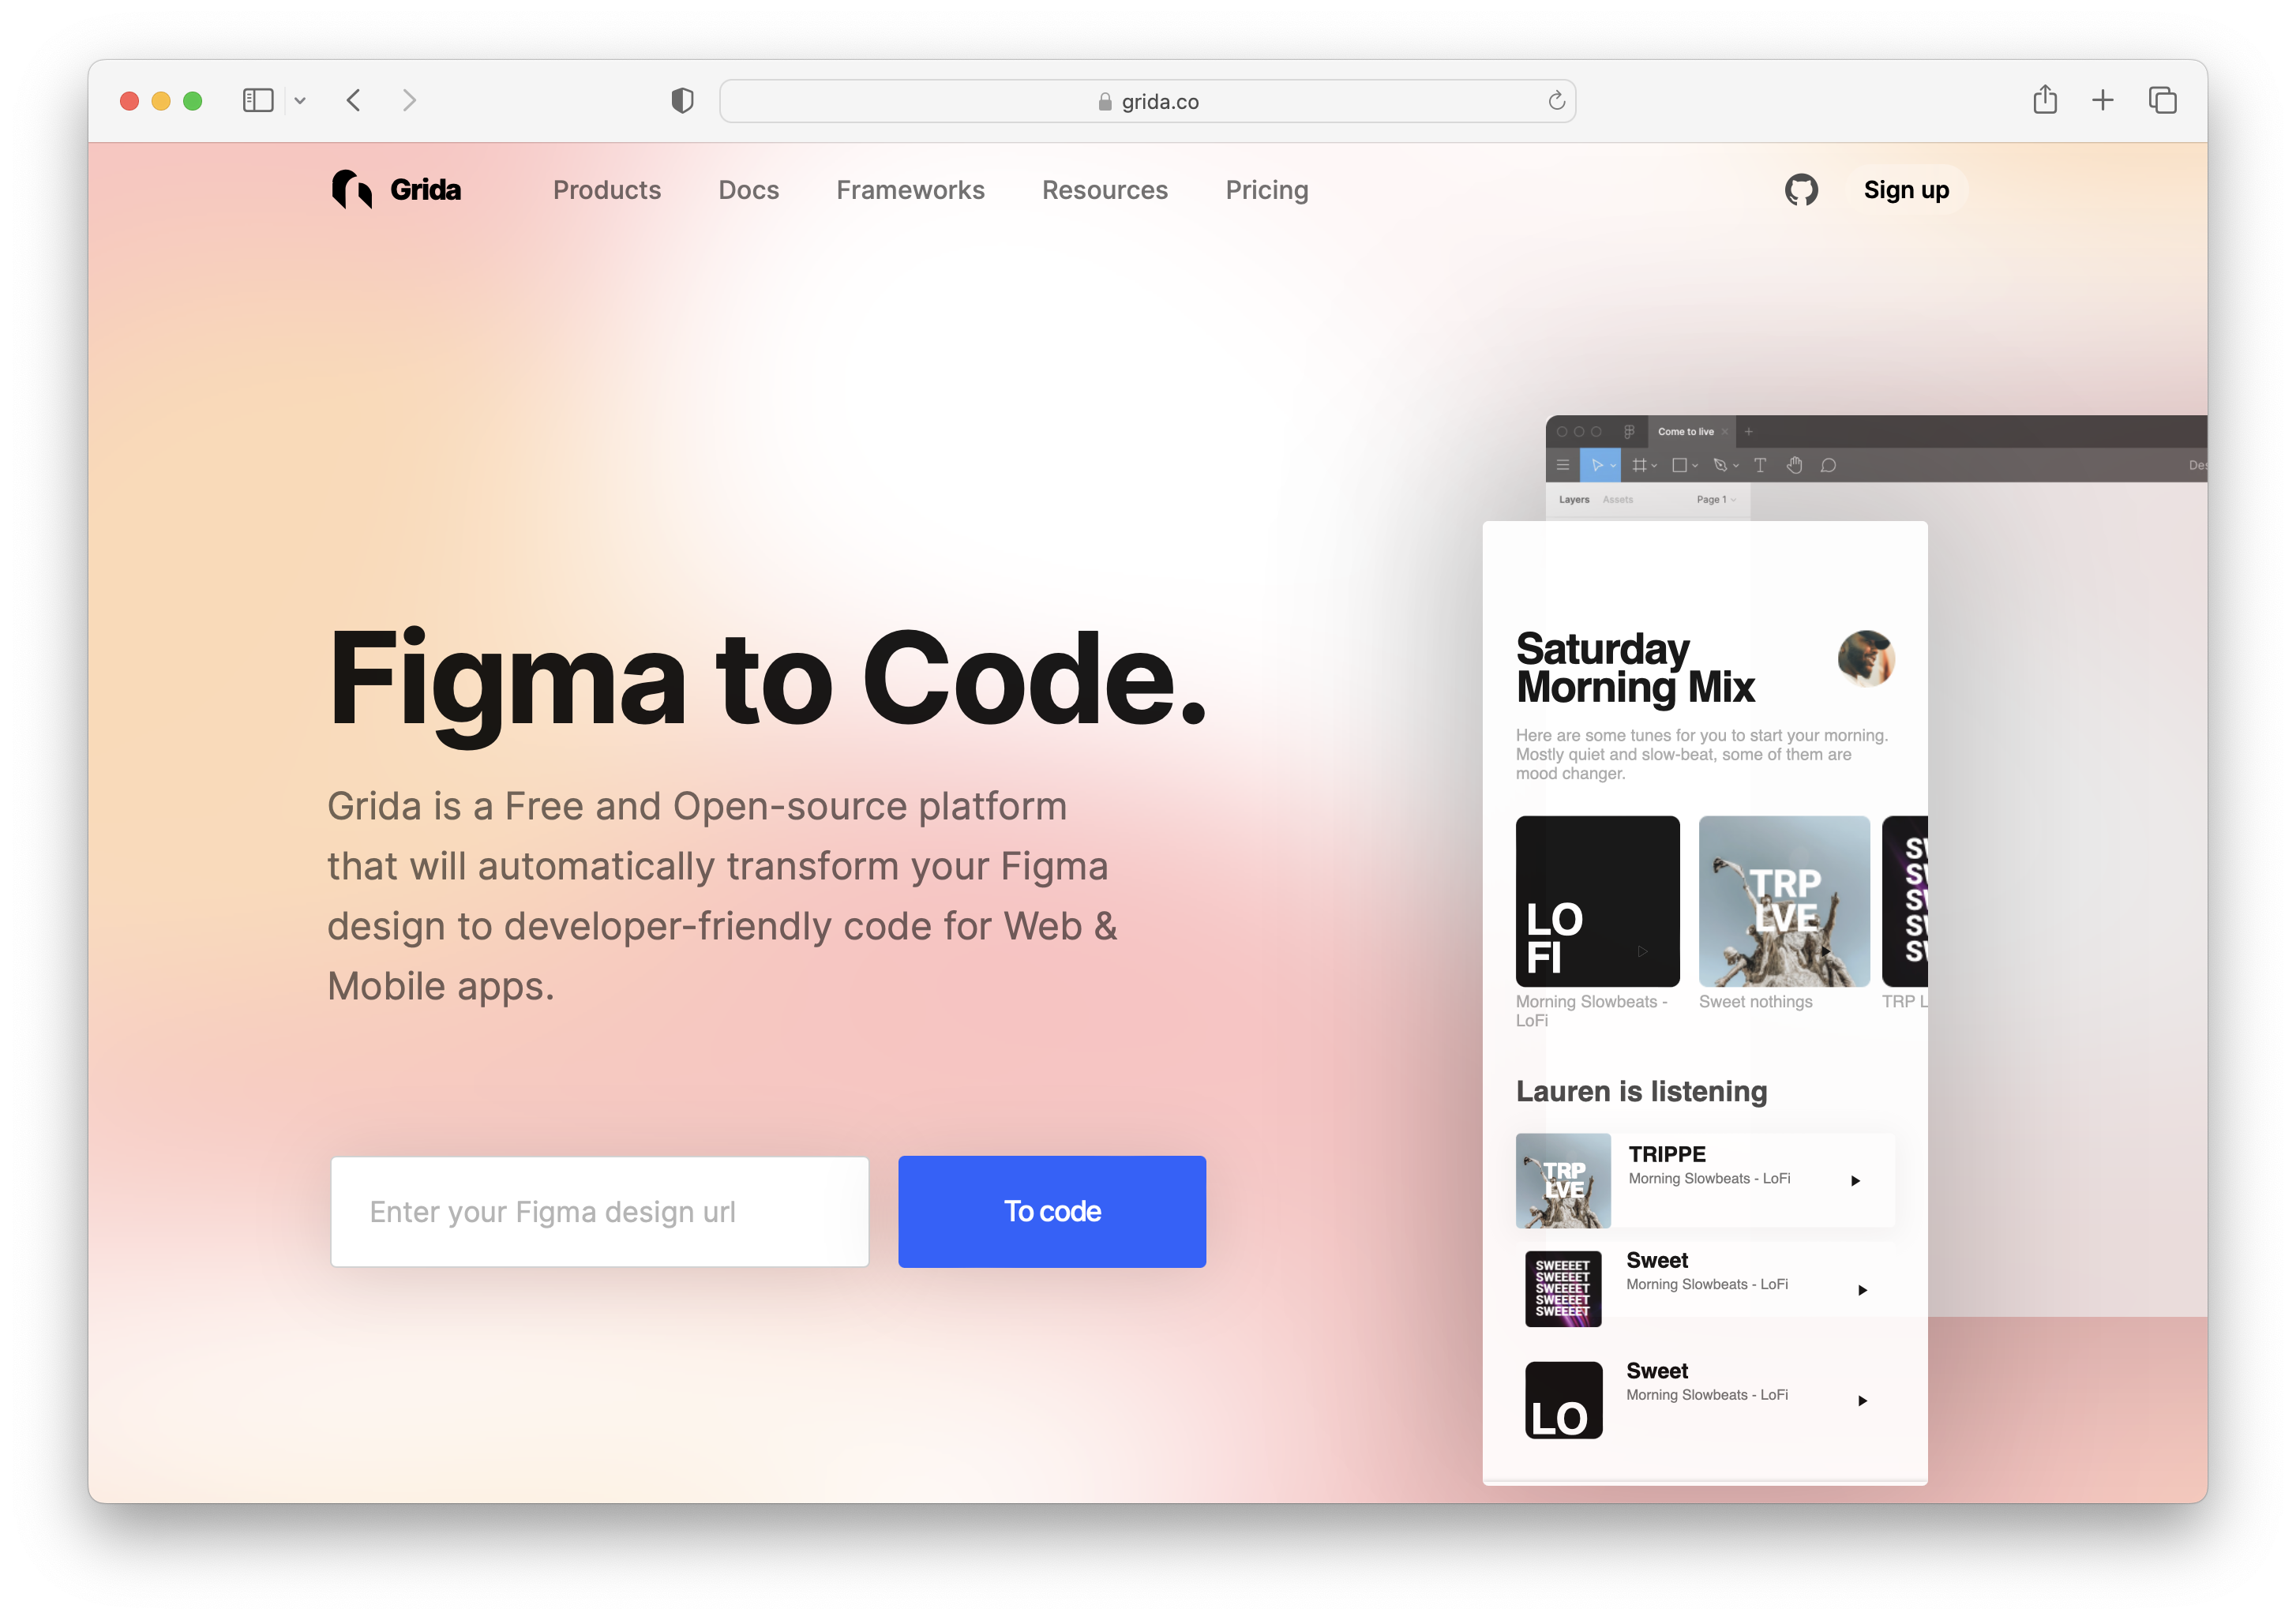 grida.co
Grida
Products
Docs
Frameworks
Resources
Pricing
Sign up
Come to live
Layers
Assets
Page 1
Figma to Code.
Grida is a Free and Open-source platform
that will automatically transform your Figma
design to developer-friendly code for Web &
Mobile apps.
Enter your Figma design url
To code
Saturday
Morning Mix
Here are some tunes for you to start your morning.
Mostly quiet and slow-beat, some of them are
mood changer.
LO
FI
TRP
LVE
Morning Slowbeats -
LoFi
Sweet nothings
TRP L
Lauren is listening
TRP
LVE
TRIPPE
Morning Slowbeats - LoFi
SWEEEET
SWEEEET
SWEEEET
SWEEEET
SWEEEET
Sweet
Morning Slowbeats - LoFi
LO
Sweet
Morning Slowbeats - LoFi